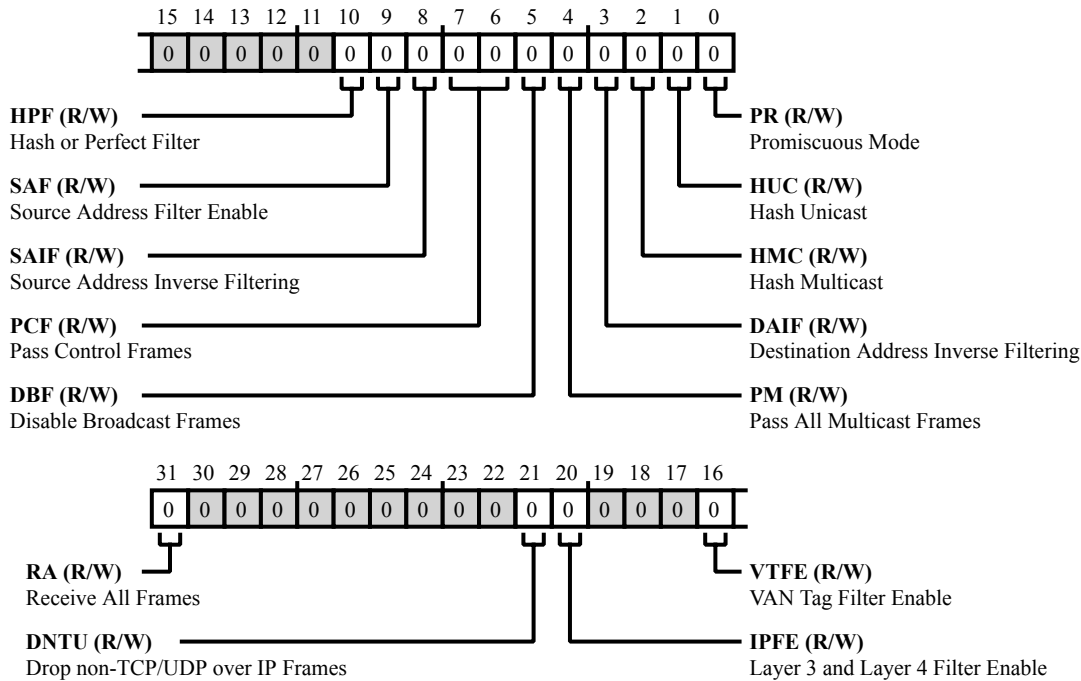 15 14 13 12 11 10 9 8 7 6 5 4 3 2 1 0
0 0 0 0 0 0 0 0 0 0 0 0 0 0 0 0
HPF (R/W)
Hash or Perfect Filter
SAF (R/W)
Source Address Filter Enable
SAIF (R/W)
Source Address Inverse Filtering
PCF (R/W)
Pass Control Frames
DBF (R/W)
Disable Broadcast Frames
PR (R/W)
Promiscuous Mode
HUC (R/W)
Hash Unicast
HMC (R/W)
Hash Multicast
DAIF (R/W)
Destination Address Inverse Filtering
PM (R/W)
Pass All Multicast Frames
31 30 29 28 27 26 25 24 23 22 21 20 19 18 17 16
0 0 0 0 0 0 0 0 0 0 0 0 0 0 0 0
RA (R/W)
Receive All Frames
DNTU (R/W)
Drop non-TCP/UDP over IP Frames
VTFE (R/W)
VAN Tag Filter Enable
IPFE (R/W)
Layer 3 and Layer 4 Filter Enable